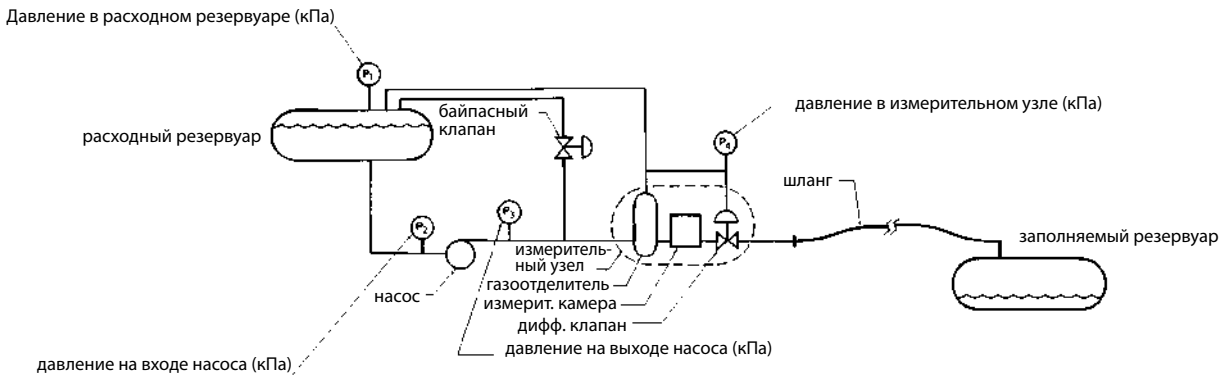 Давление в расходном резервуаре (кПа)
P1
байпасный
клапан
давление в измерительном узле (кПа)
расходный резервуар
P4
шланг
P2
P3
заполняемый резервуар
измеритель-
ный узел
газоотделитель
насос
измерит. камера
дифф. клапан
давление на выходе насоса (кПа)
давление на входе насоса (кПа)